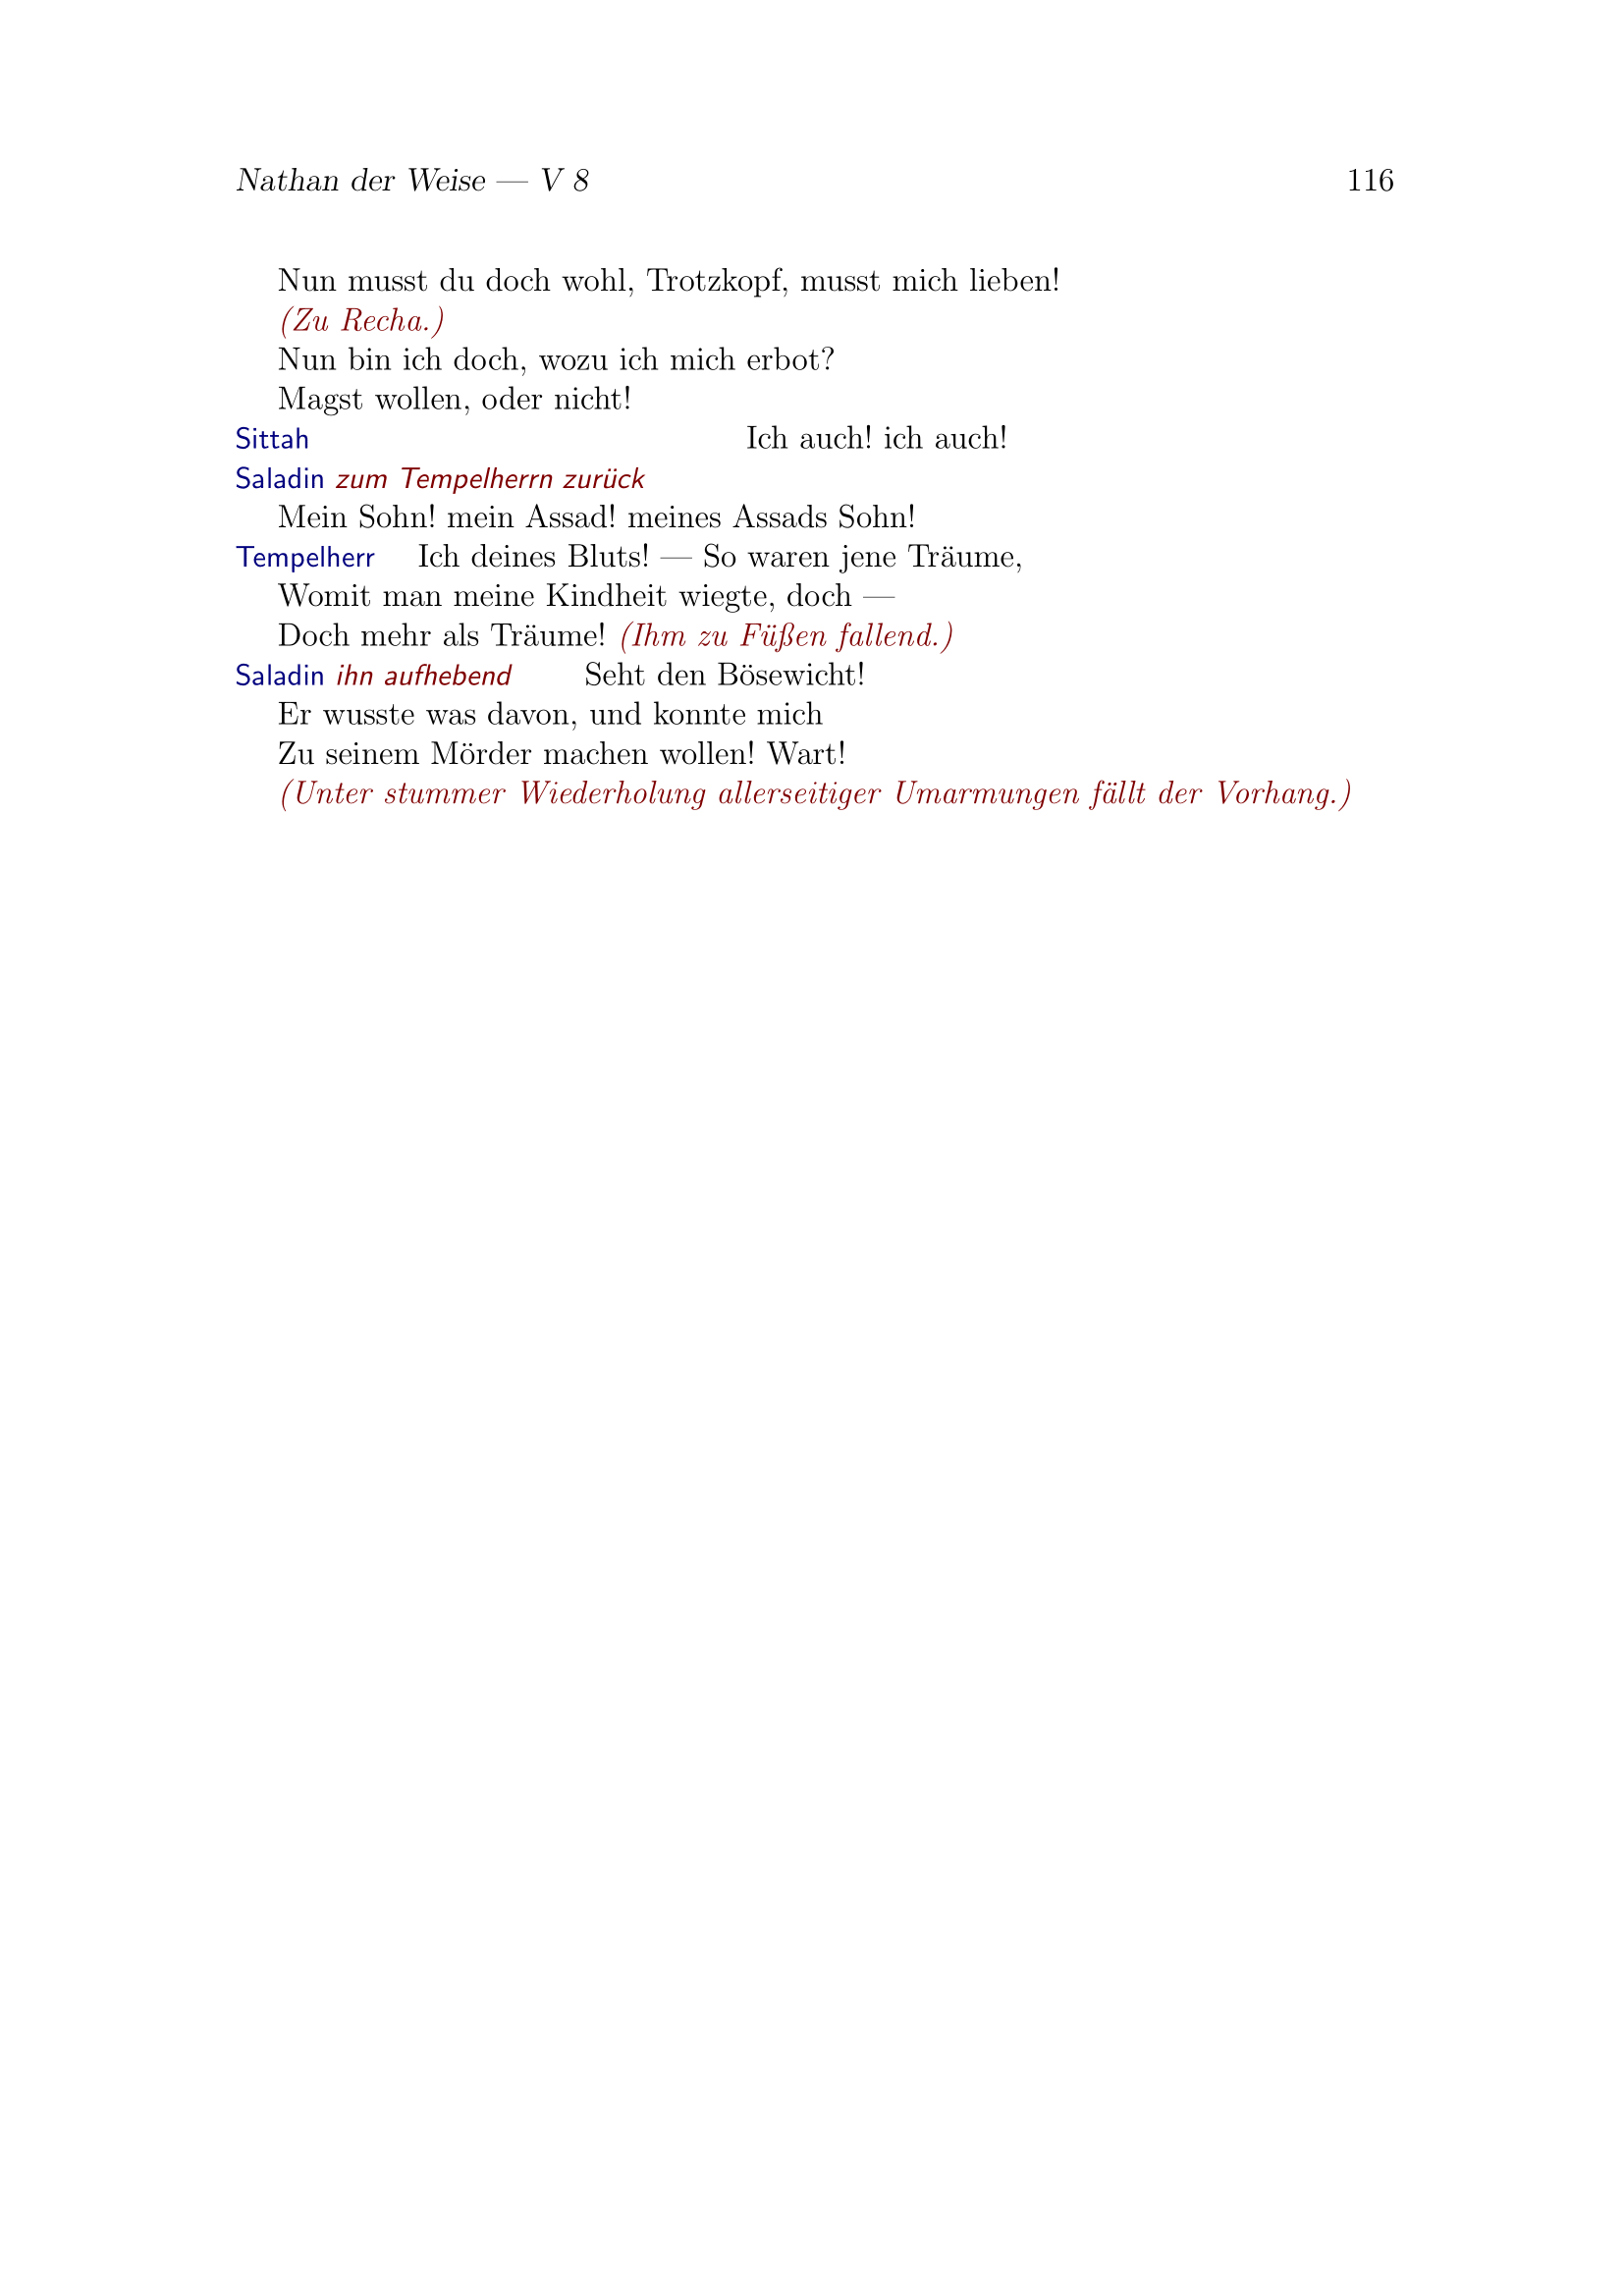 Nathan der Weise — V 8 116
Nun musst du doch wohl, Trotzkopf, musst mich lieben!
(Zu Recha.)
Nun bin ich doch, wozu ich mich erbot?
Magst wollen, oder nicht!
Sittah Ich auch! ich auch!
Saladin zum Tempelherrn zurück
Mein Sohn! mein Assad! meines Assads Sohn!
Tempelherr Ich deines Bluts! — So waren jene Träume,
Womit man meine Kindheit wiegte, doch —
Doch mehr als Träume! (Ihm zu Füßen fallend.)
Saladin ihn aufhebend Seht den Bösewicht!
Er wusste was davon, und konnte mich
Zu seinem Mörder machen wollen! Wart!
(Unter stummer Wiederholung allerseitiger Umarmungen fällt der Vorhang.)